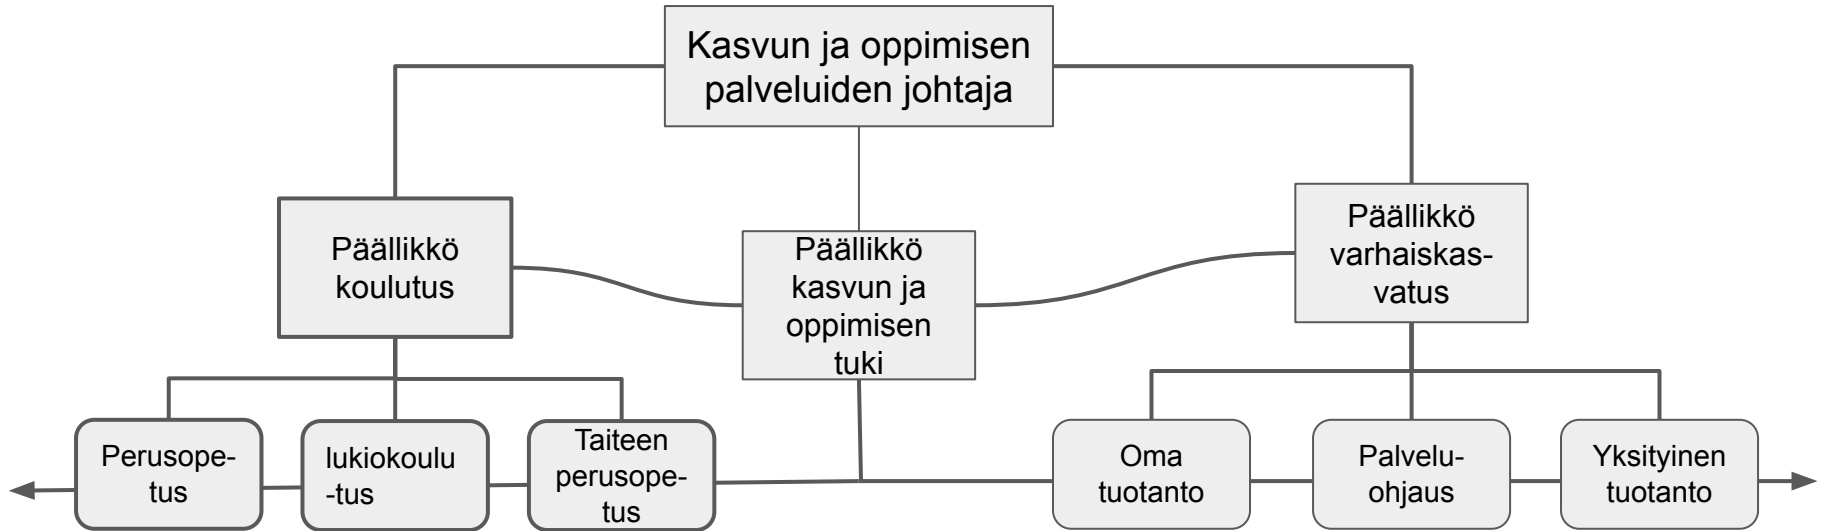 Kasvun ja oppimisen
palveluiden johtaja
Päällikkö
koulutus
Päällikkö
kasvun ja
oppimisen
tuki
Päällikkö
varhaiskas-
vatus
Perusope-
tus
lukiokoulu
-tus
Taiteen
perusope-
tus
Oma
tuotanto
Palvelu-
ohjaus
Yksityinen
tuotanto